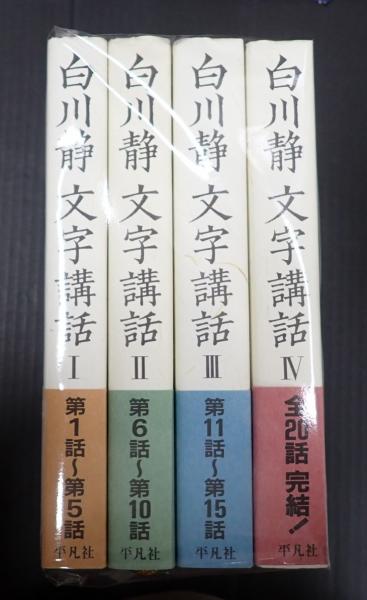 白川静 文字講話 Ⅰ
第1話～第5話
平凡社
白川静 文字講話 Ⅱ
第6話～第10話
平凡社
白川静 文字講話 Ⅲ
第11話～第15話
平凡社
白川静 文字講話 Ⅳ
全20話 完結!
平凡社